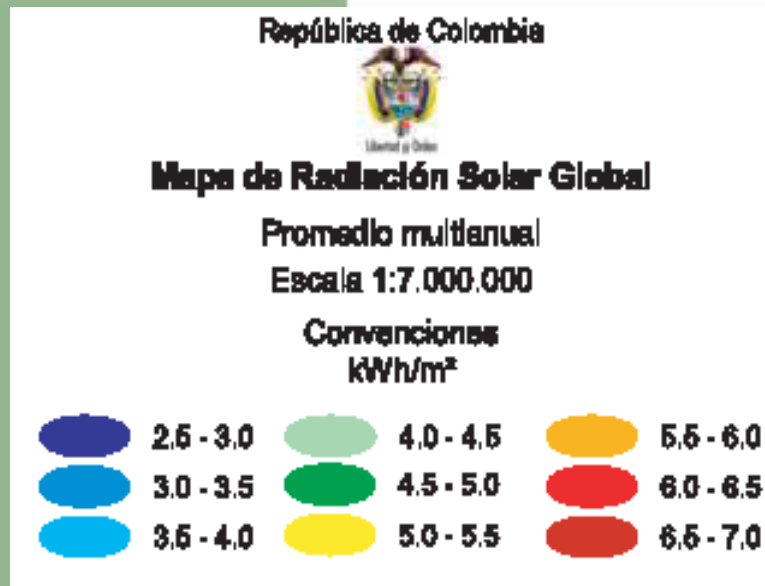 República de Colombia
Libertad y Orden
Mapa de Radiación Solar Global
Promedio multianual
Escala 1:7.000.000
Convenciones
kWh/m²
2.5 - 3.0 4.0 - 4.5 5.5 - 6.0
3.0 - 3.5 4.5 - 5.0 6.0 - 6.5
3.5 - 4.0 5.0 - 5.5 6.5 - 7.0